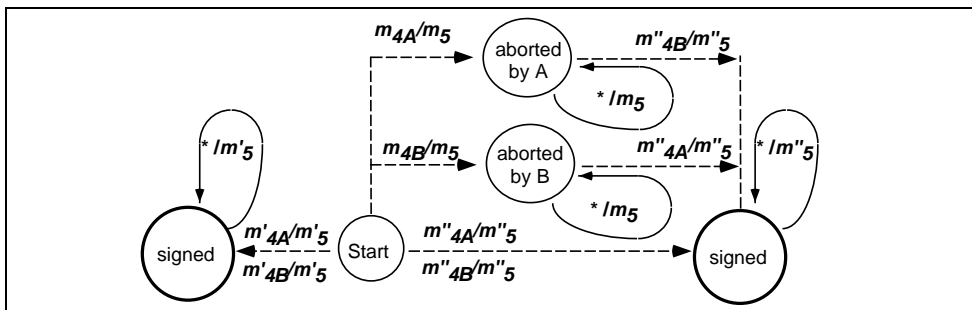 m4A/m5
aborted
by A
m"4B/m"5
* /m5
* /m'5
m4B/m5
aborted
by B
m"4A/m"5
* /m"5
* /m5
signed
m'4A/m'5
m'4B/m'5
Start
m"4A/m"5
m"4B/m"5
signed